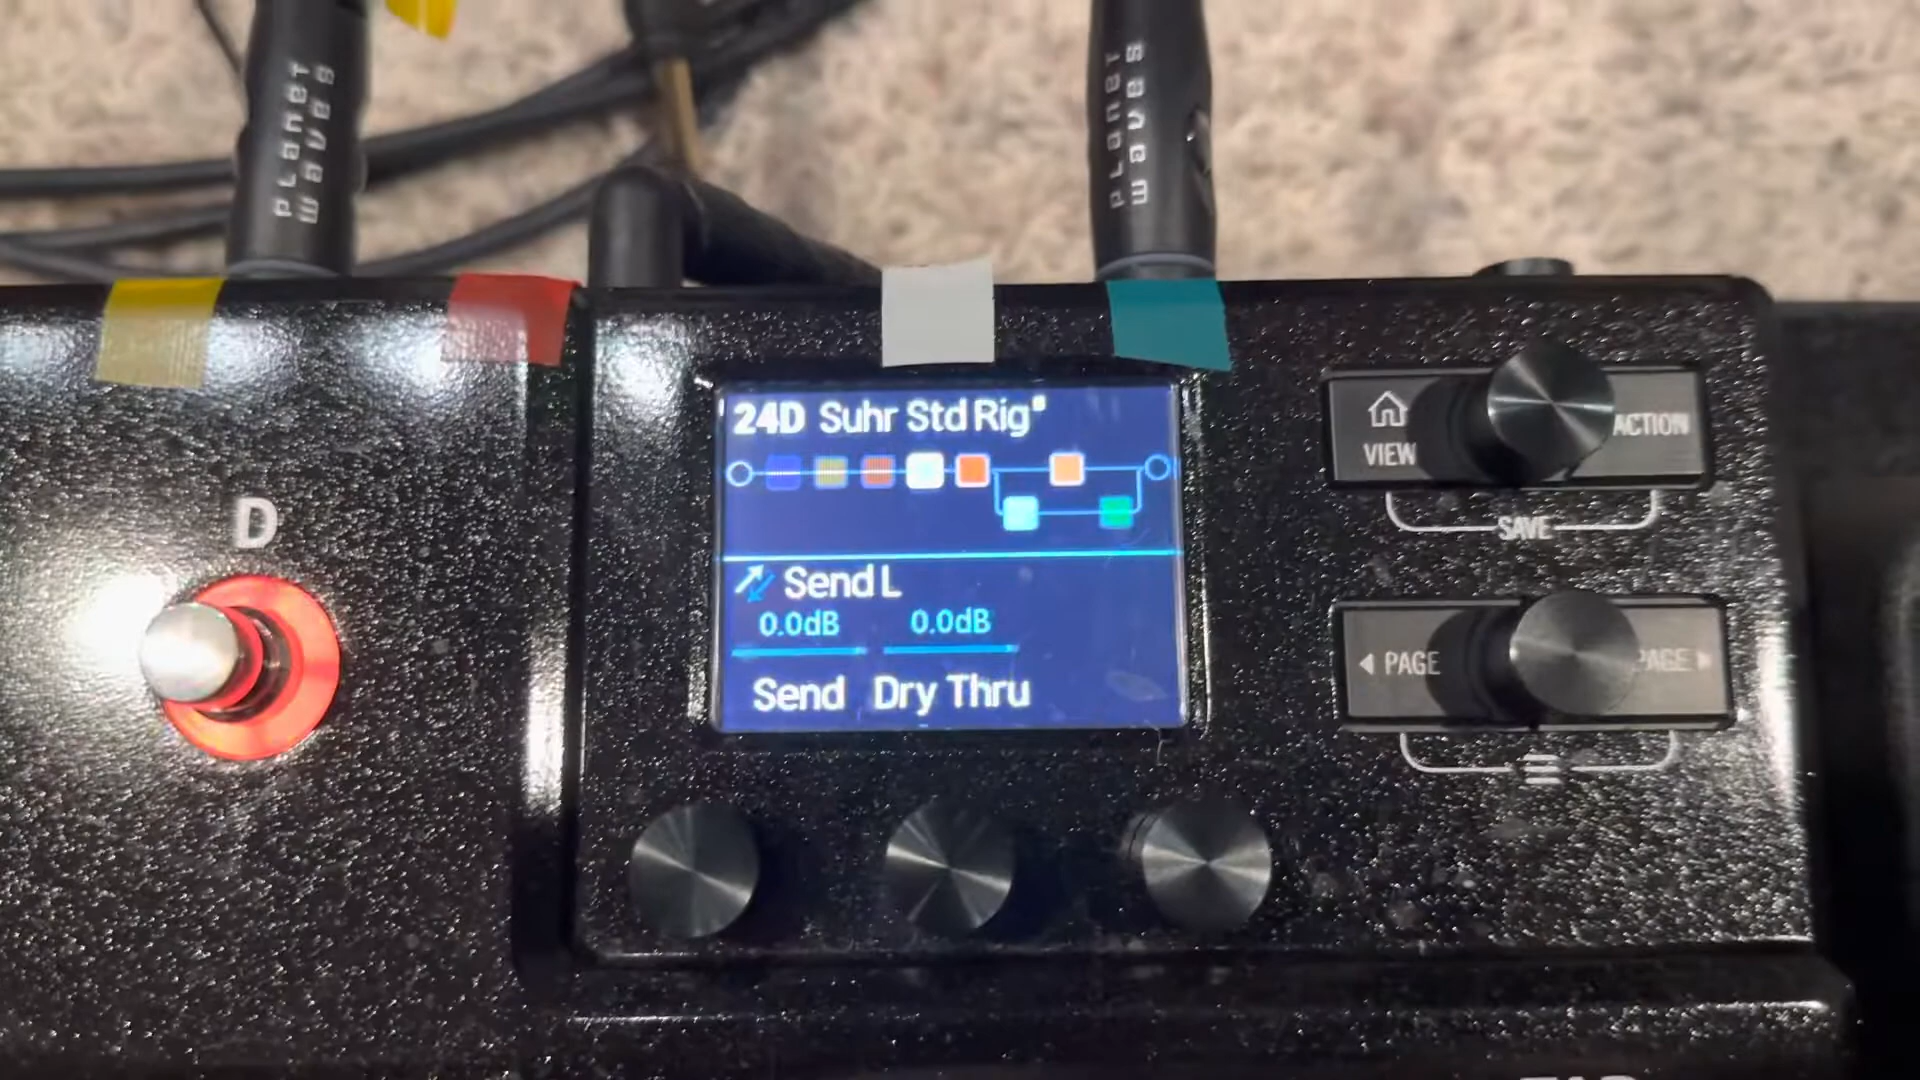 PLANET
WAVES
PLANET
WAVES
24D Suhr Std Rig
VIEW
ACTION
SAVE
D
Send L
0.0dB 0.0dB
Send Dry Thru
PAGE
PAGE